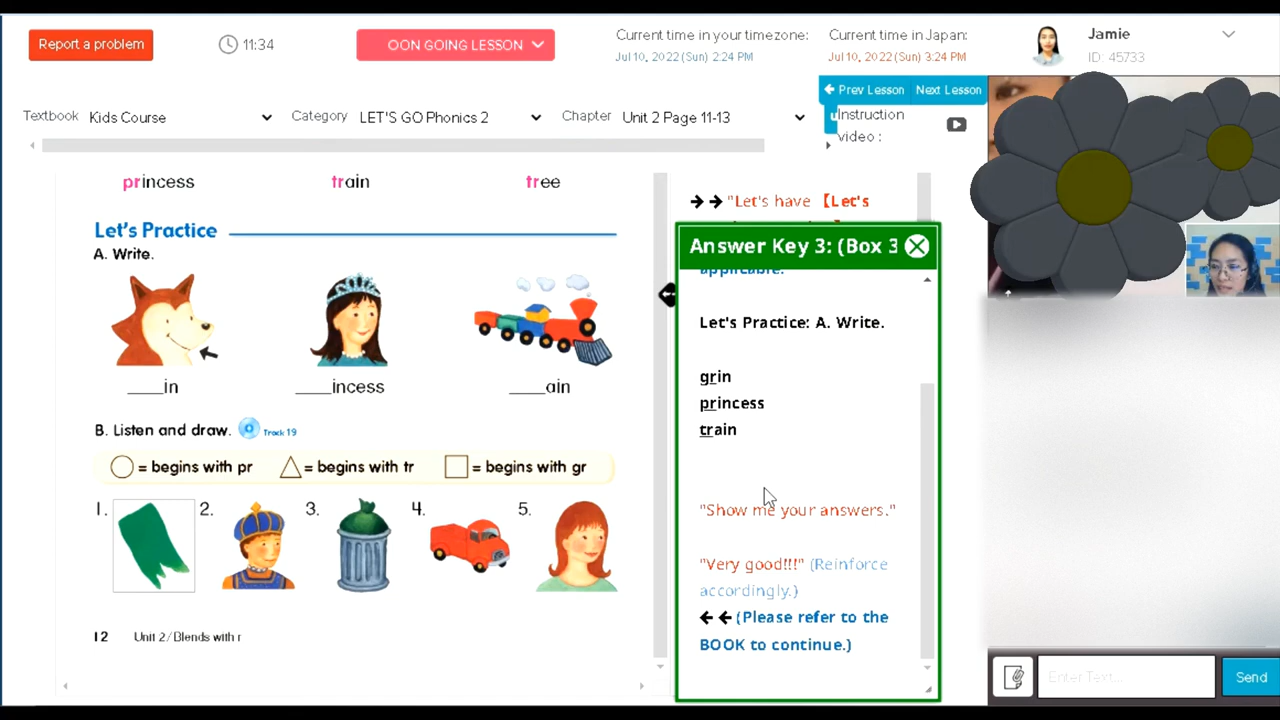 Report a problem
11:34
OON GOING LESSON
Current time in your timezone:
Jul 10, 2022 (Sun) 2:24 PM
Current time in Japan:
Jul 10, 2022 (Sun) 3:24 PM
Jamie
ID: 45733
Prev Lesson Next Lesson
Textbook Kids Course
Category LET'S GO Phonics 2
Chapter Unit 2 Page 11-13
Instruction
video :
princess train tree
Let's Practice
A. Write.
____in ____incess ____ain
B. Listen and draw. Track 19
= begins with pr = begins with tr = begins with gr
1. 2. 3. 4. 5.
12 Unit 2/Blends with r
"Let's have 【Let's
Answer Key 3: (Box 3
applicable.
Let's Practice: A. Write.
grin
princess
train
"Show me your answers."
"Very good!!!" (Reinforce
accordingly.)
(Please refer to the
BOOK to continue.)
Enter Text...
Send